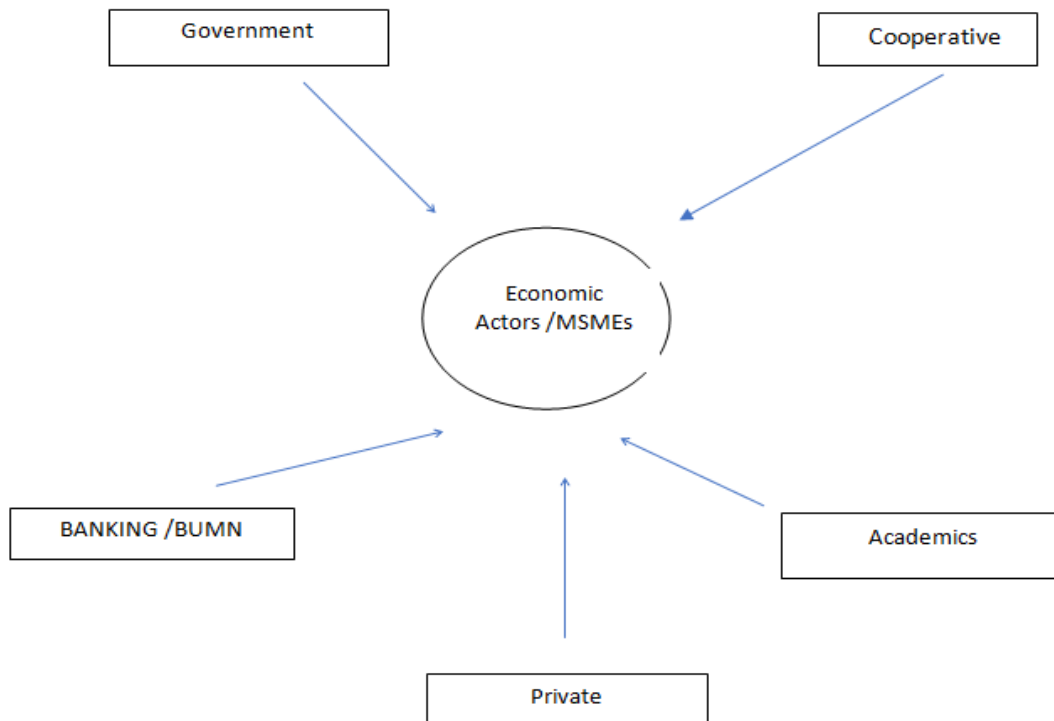 Government
Cooperative
Economic
Actors /MSMEs
BANKING /BUMN
Academics
Private